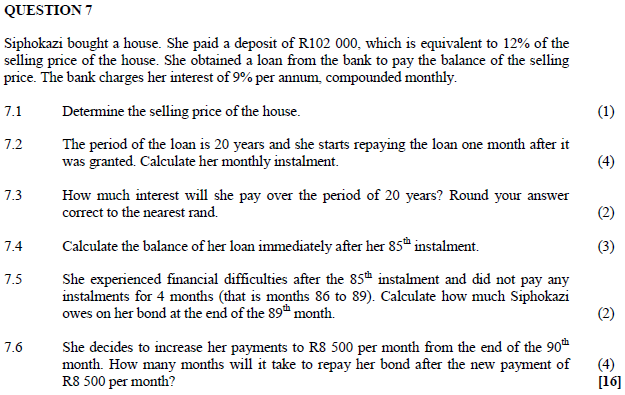 QUESTION 7
Siphokazi bought a house. She paid a deposit of R102 000, which is equivalent to 12% of the
selling price of the house. She obtained a loan from the bank to pay the balance of the selling
price. The bank charges her interest of 9% per annum, compounded monthly.
7.1 Determine the selling price of the house. (1)
7.2 The period of the loan is 20 years and she starts repaying the loan one month after it
was granted. Calculate her monthly instalment. (4)
7.3 How much interest will she pay over the period of 20 years? Round your answer
correct to the nearest rand. (2)
7.4 Calculate the balance of her loan immediately after her 85th instalment. (3)
7.5 She experienced financial difficulties after the 85th instalment and did not pay any
instalments for 4 months (that is months 86 to 89). Calculate how much Siphokazi
owes on her bond at the end of the 89th month. (2)
7.6 She decides to increase her payments to R8 500 per month from the end of the 90th
month. How many months will it take to repay her bond after the new payment of (4)
R8 500 per month? [16]